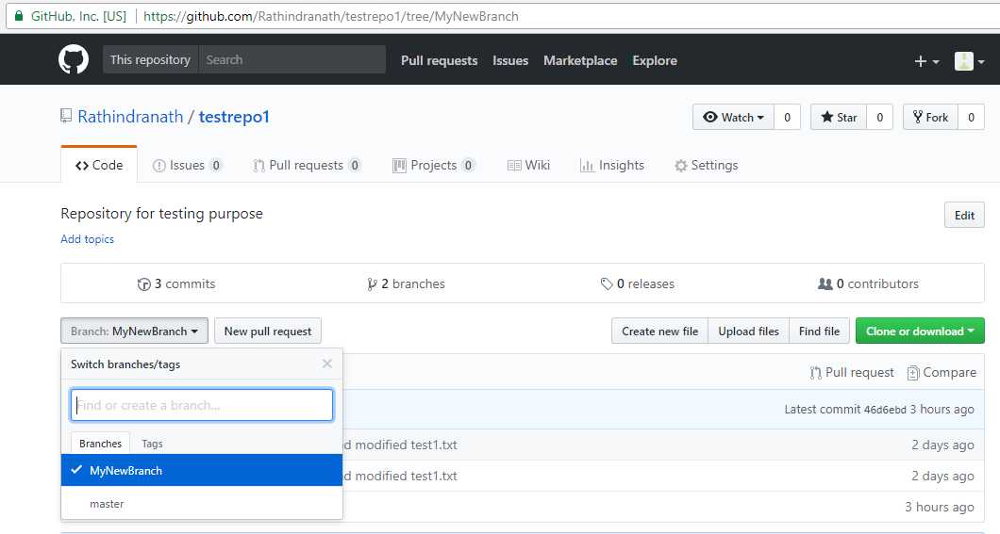 GitHub, Inc. [US] https://github.com/Rathindranath/testrepo1/tree/MyNewBranch
This repository Search Pull requests Issues Marketplace Explore
Rathindranath / testrepo1 Watch 0 Star 0 Fork 0
Code Issues 0 Pull requests 0 Projects 0 Wiki Insights Settings
Repository for testing purpose Edit
Add topics
3 commits 2 branches 0 releases 0 contributors
Branch: MyNewBranch New pull request Create new file Upload files Find file Clone or download
Switch branches/tags
Pull request Compare
Find or create a branch...
Latest commit 46d6ebd 3 hours ago
Branches Tags
d modified test1.txt 2 days ago
MyNewBranch
d modified test1.txt 2 days ago
master
3 hours ago